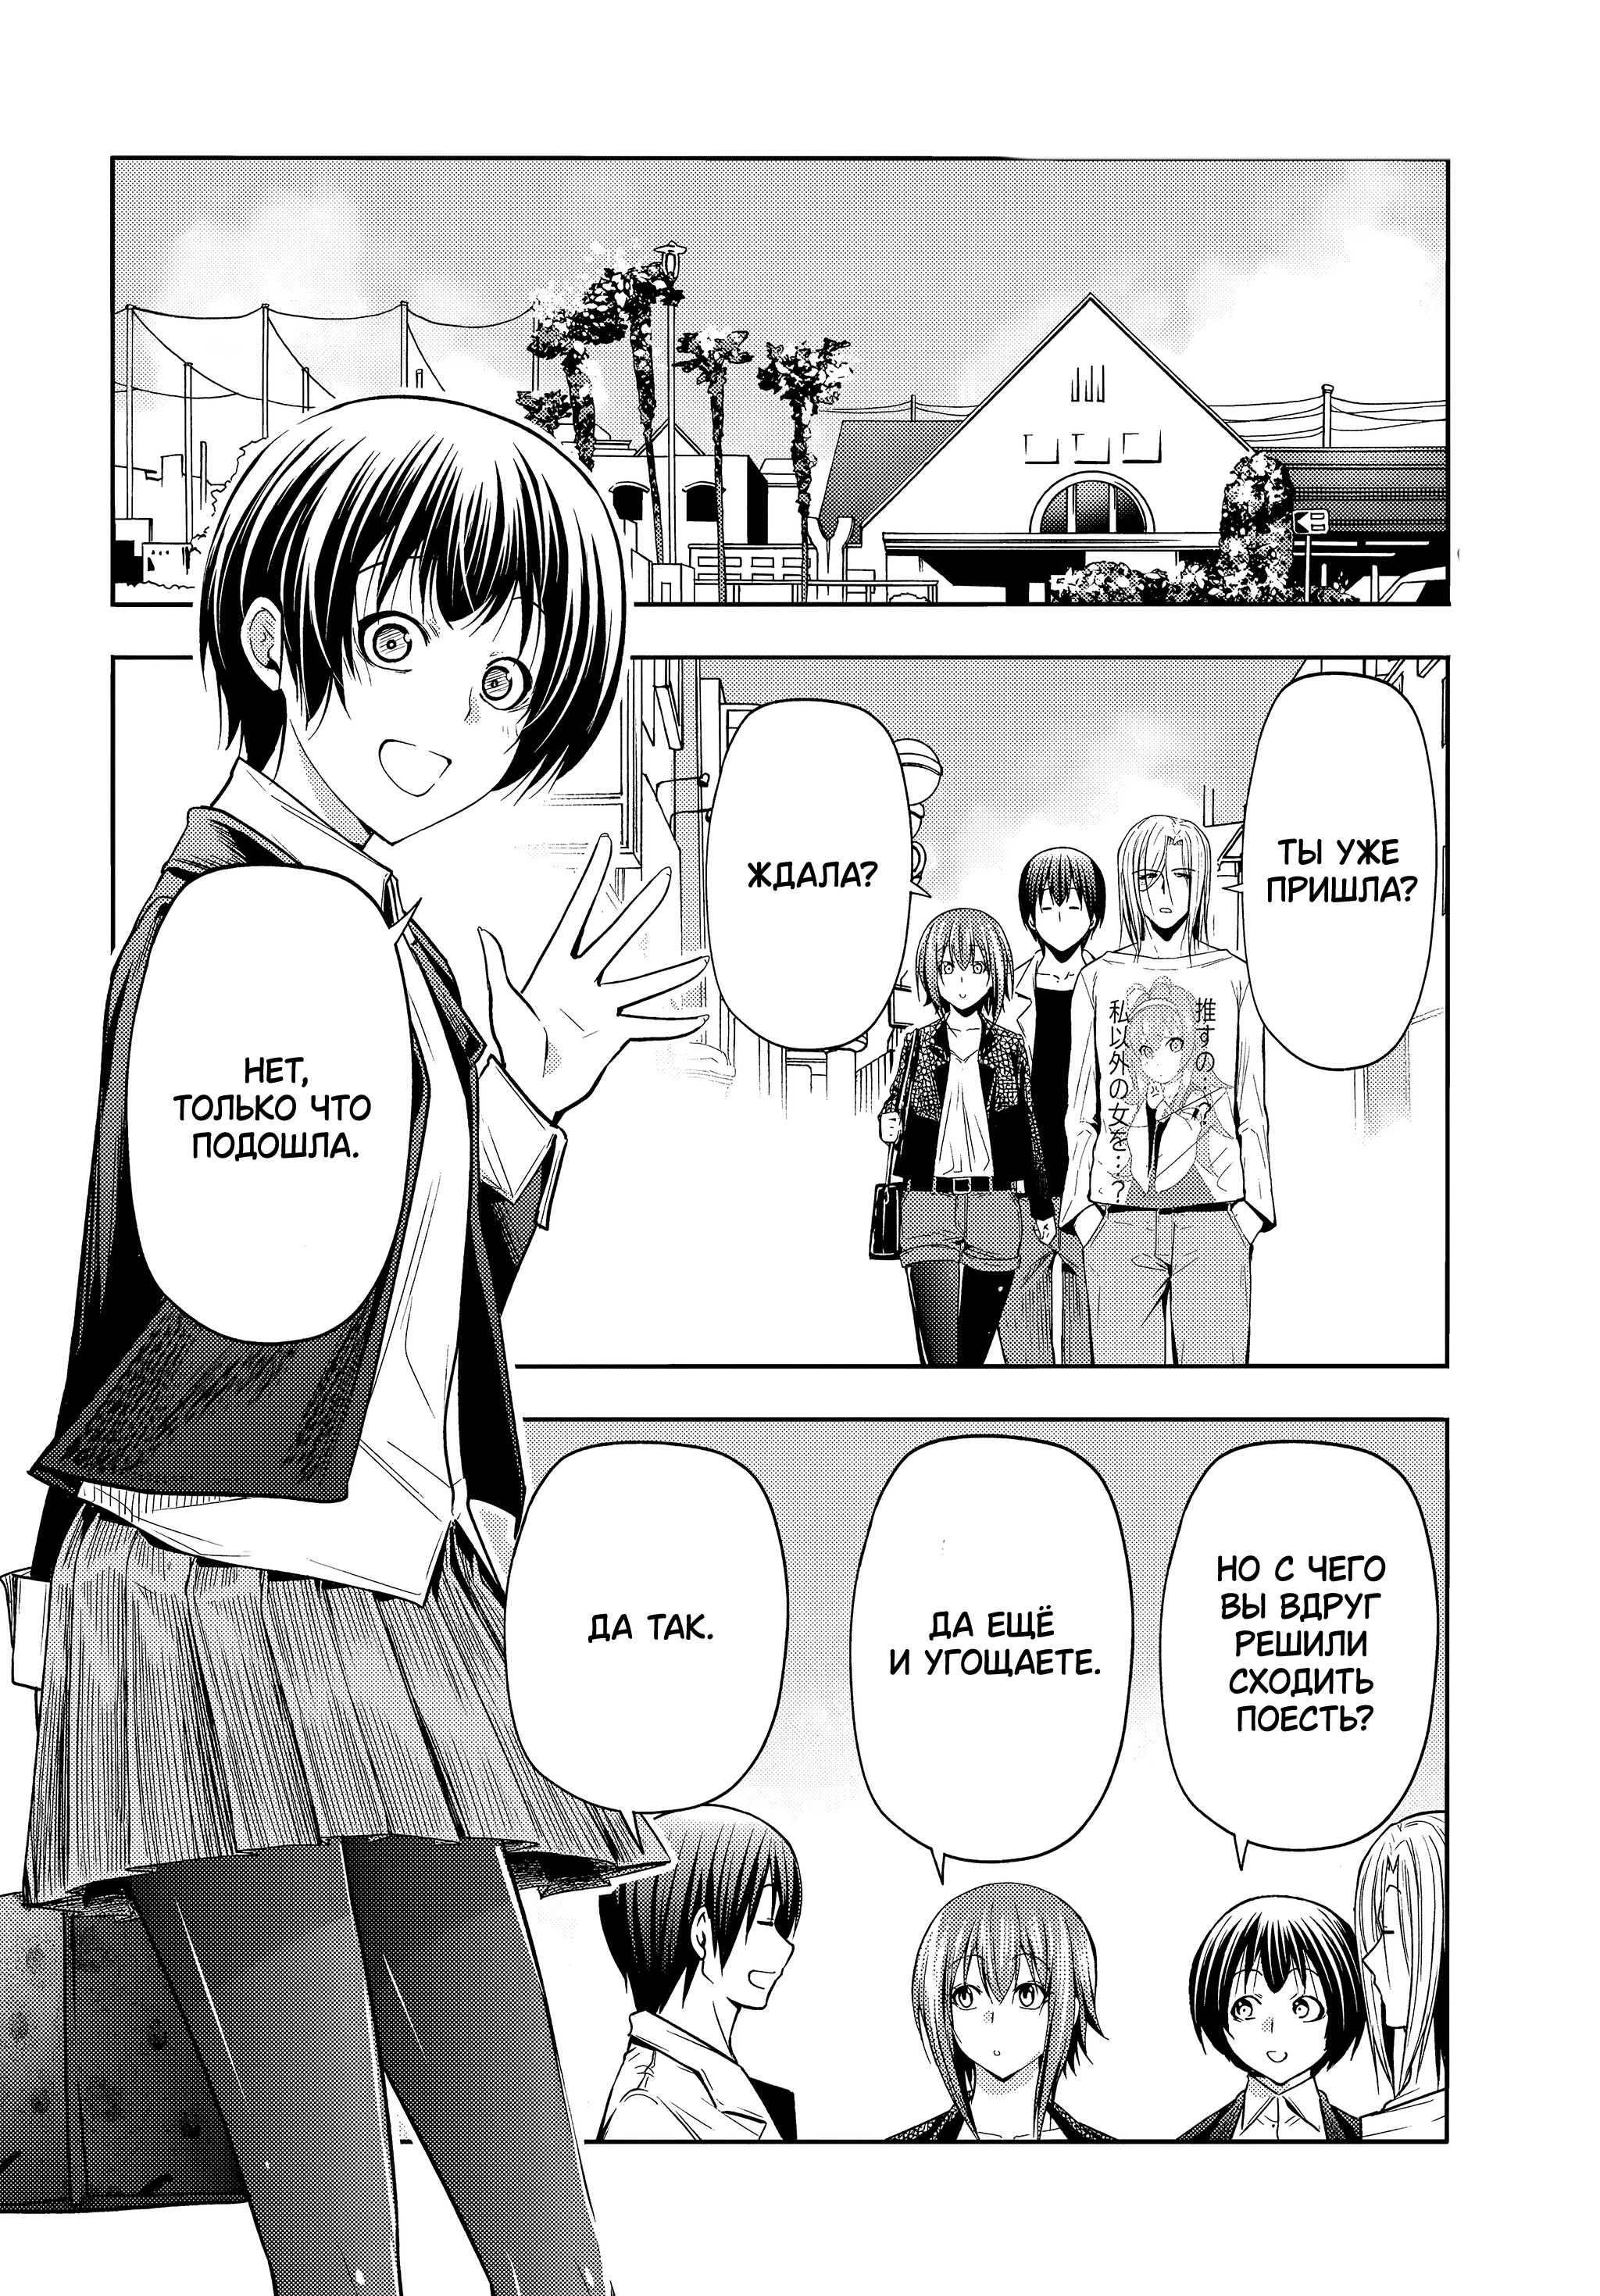 ТЫ УЖЕ
ПРИШЛА?
ЖДАЛА?
推すの…?
私以外の女を…?
НЕТ,
ТОЛЬКО ЧТО
ПОДОШЛА.
НО С ЧЕГО
ВЫ ВДРУГ
РЕШИЛИ
СХОДИТЬ
ПОЕСТЬ?
ДА ЕЩЁ
И УГОЩАЕТЕ.
ДА ТАК.